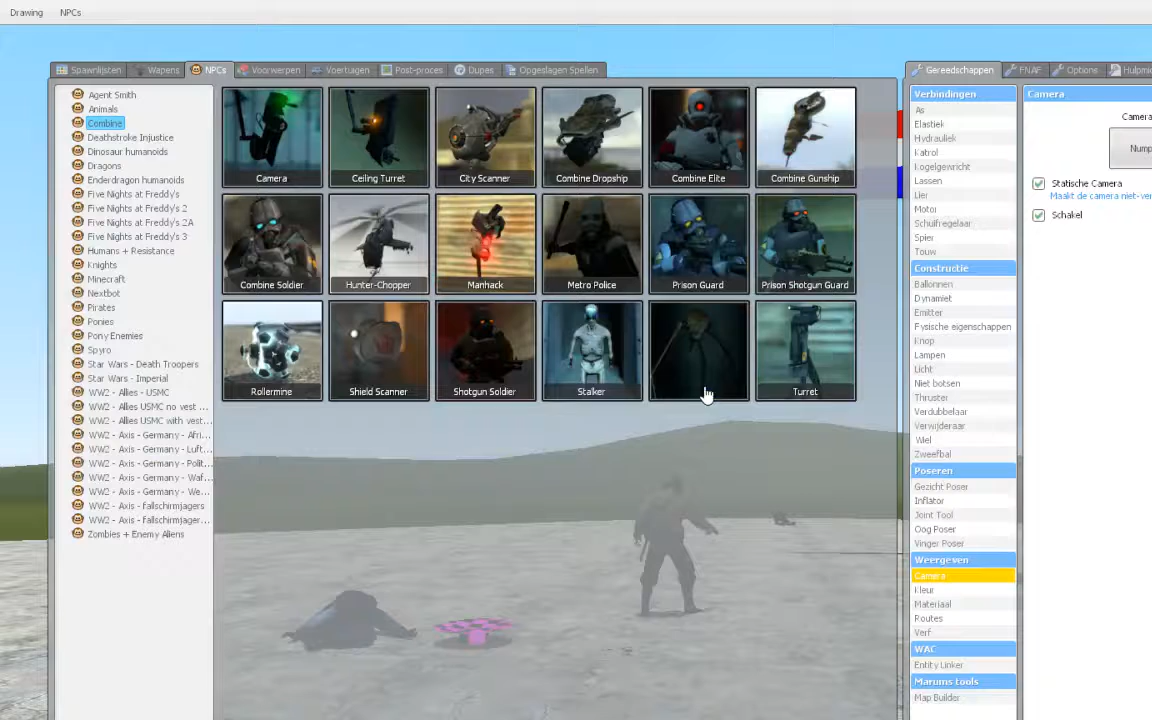 Drawing NPCs
Spawnlijsten Wapens NPCs Voorwerpen Voertuigen Post-proces Dupes Opgeslagen Spellen
Agent Smith
Animals
Combine
Deathstroke Injustice
Dinosaur humanoids
Dragons
Enderdragon humanoids
Five Nights at Freddy's
Five Nights at Freddy's 2
Five Nights at Freddy's 2A
Five Nights at Freddy's 3
Humans + Resistance
Knights
Minecraft
Nextbot
Pirates
Ponies
Pony Enemies
Spyro
Star Wars - Death Troopers
Star Wars - Imperial
WW2 - Allies - USMC
WW2 - Allies USMC no vest ...
WW2 - Allies USMC with vest...
WW2 - Axis - Germany - Afri...
WW2 - Axis - Germany - Luft...
WW2 - Axis - Germany - Polit...
WW2 - Axis - Germany - Waf...
WW2 - Axis - Germany - We...
WW2 - Axis - fallschirmjagers
WW2 - Axis - fallschirmjager...
Zombies + Enemy Aliens
Camera Ceiling Turret City Scanner Combine Dropship Combine Elite Combine Gunship
Combine Soldier Hunter-Chopper Manhack Metro Police Prison Guard Prison Shotgun Guard
Rollermine Shield Scanner Shotgun Soldier Stalker Turret
Gereedschappen FNAF Options Hulpmi
Verbindingen
As
Elastiek
Hydrauliek
Katrol
Kogelgewricht
Lassen
Lier
Motor
Schuifregelaar
Spier
Touw
Constructie
Ballonnen
Dynamiet
Emitter
Fysische eigenschappen
Knop
Lampen
Licht
Niet botsen
Thruster
Verdubbelaar
Verwijderaar
Wiel
Zweefbal
Poseren
Gezicht Poser
Inflator
Joint Tool
Oog Poser
Vinger Poser
Weergeven
Camera
Kleur
Materiaal
Routes
Verf
WAC
Entity Linker
Marums tools
Map Builder
Camera
Camera
Nump
Statische Camera
Maakt de camera niet-ver
Schakel